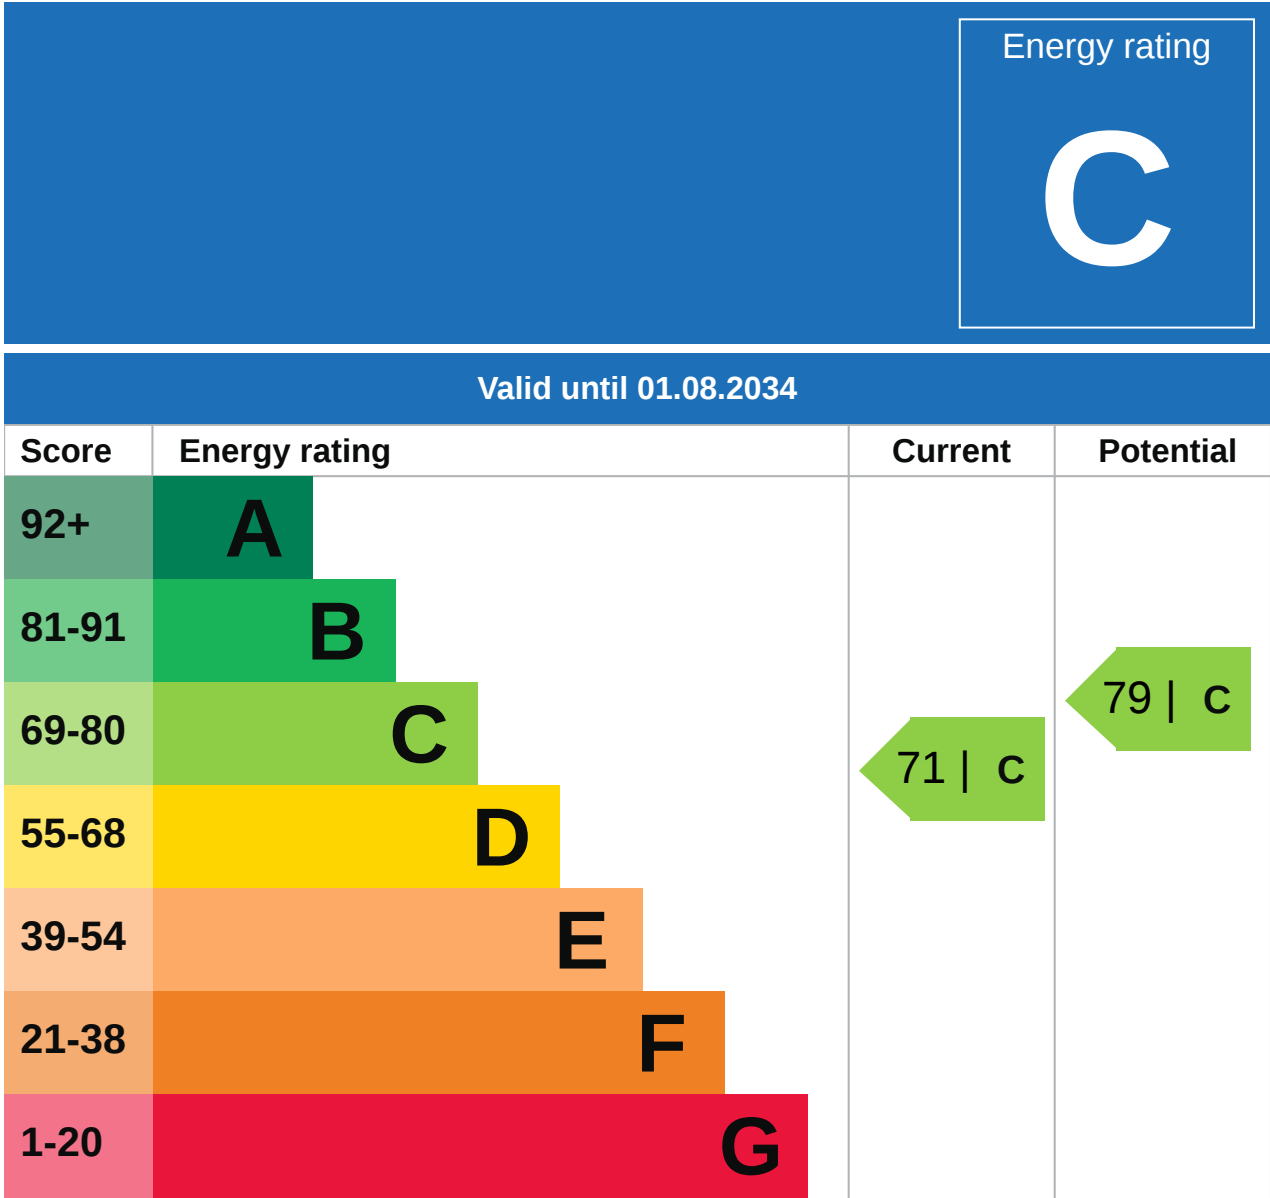 Energy rating
C
Valid until 01.08.2034
Score Energy rating Current Potential
92+ A
81-91 B
69-80 C
79 | C
71 | C
55-68 D
39-54 E
21-38 F
1-20 G